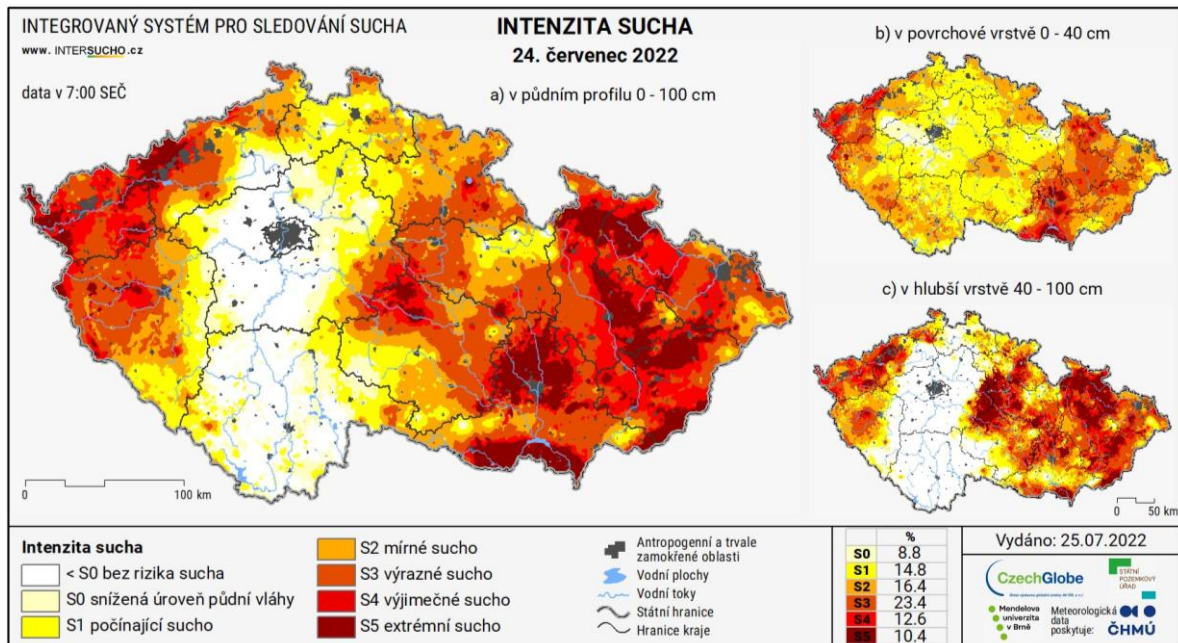 INTEGROVANÝ SYSTÉM PRO SLEDOVÁNÍ SUCHA
www. INTERSUCHO.cz
data v 7:00 SEČ
INTENZITA SUCHA
24. červenec 2022
a) v půdním profilu 0 - 100 cm
b) v povrchové vrstvě 0 - 40 cm
c) v hlubší vrstvě 40 - 100 cm
0 100 km
0 50 km
Intenzita sucha
< S0 bez rizika sucha
S0 snížená úroveň půdní vláhy
S1 počínající sucho
S2 mírné sucho
S3 výrazné sucho
S4 výjimečné sucho
S5 extrémní sucho
Antropogenní a trvale
zamokřené oblasti
Vodní plochy
Vodní toky
Státní hranice
Hranice kraje
%
S0 8.8
S1 14.8
S2 16.4
S3 23.4
S4 12.6
S5 10.4
Vydáno: 25.07.2022
CzechGlobe
STÁTNÍ
POZEMKOVÝ
ÚŘAD
Mendelova
univerzita
v Brně
Meteorologická
data
poskytuje:
ČHMÚ